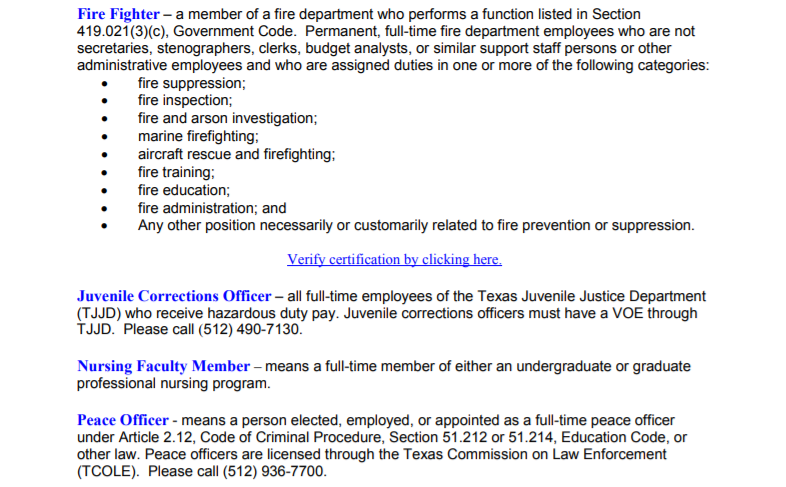 Fire Fighter – a member of a fire department who performs a function listed in Section
419.021(3)(c), Government Code.  Permanent, full-time fire department employees who are not
secretaries, stenographers, clerks, budget analysts, or similar support staff persons or other
administrative employees and who are assigned duties in one or more of the following categories:
• fire suppression;
• fire inspection;
• fire and arson investigation;
• marine firefighting;
• aircraft rescue and firefighting;
• fire training;
• fire education;
• fire administration; and
• Any other position necessarily or customarily related to fire prevention or suppression.
Verify certification by clicking here.
Juvenile Corrections Officer – all full-time employees of the Texas Juvenile Justice Department
(TJJD) who receive hazardous duty pay. Juvenile corrections officers must have a VOE through
TJJD.  Please call (512) 490-7130.
Nursing Faculty Member – means a full-time member of either an undergraduate or graduate
professional nursing program.
Peace Officer - means a person elected, employed, or appointed as a full-time peace officer
under Article 2.12, Code of Criminal Procedure, Section 51.212 or 51.214, Education Code, or
other law. Peace officers are licensed through the Texas Commission on Law Enforcement
(TCOLE).  Please call (512) 936-7700.